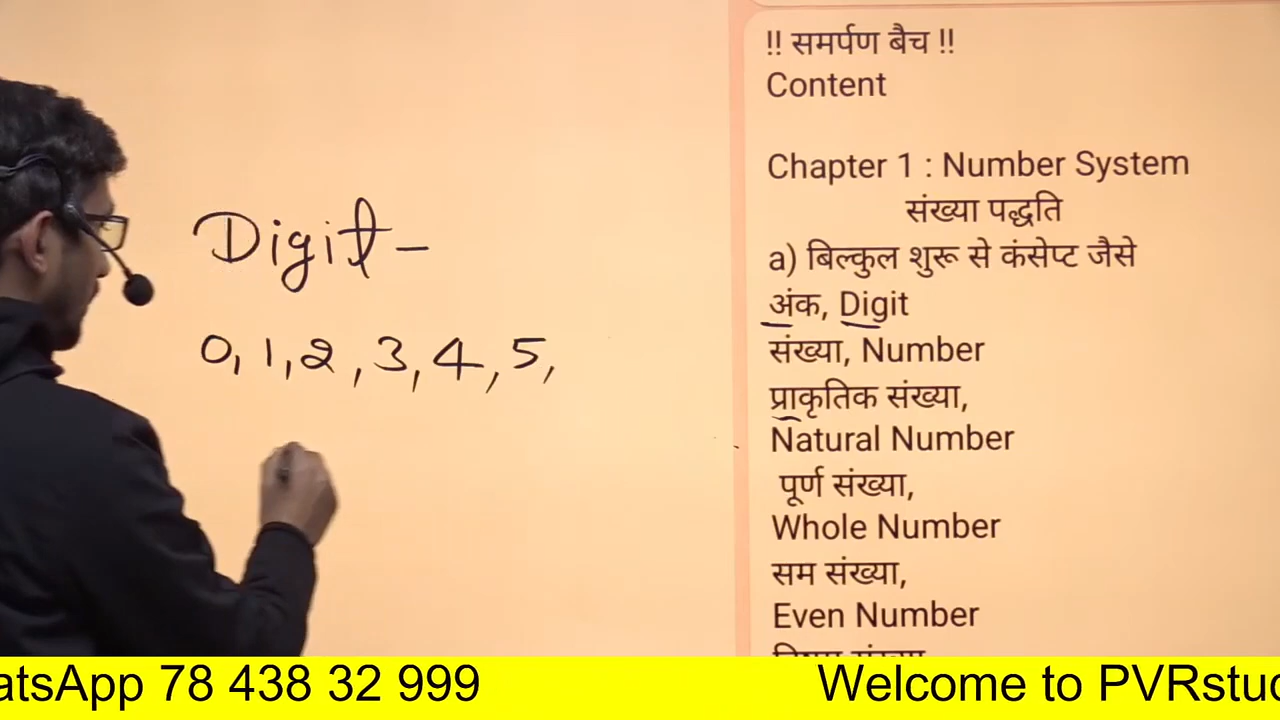 Digit-
0, 1, 2, 3, 4, 5,
!! समर्पण बैच !!
Content
Chapter 1 : Number System
संख्या पद्धति
a) बिल्कुल शुरू से कंसेप्ट जैसे
अंक, Digit
संख्या, Number
प्राकृतिक संख्या,
Natural Number
पूर्ण संख्या,
Whole Number
सम संख्या,
Even Number
atsApp 78 438 32 999 Welcome to PVRstud